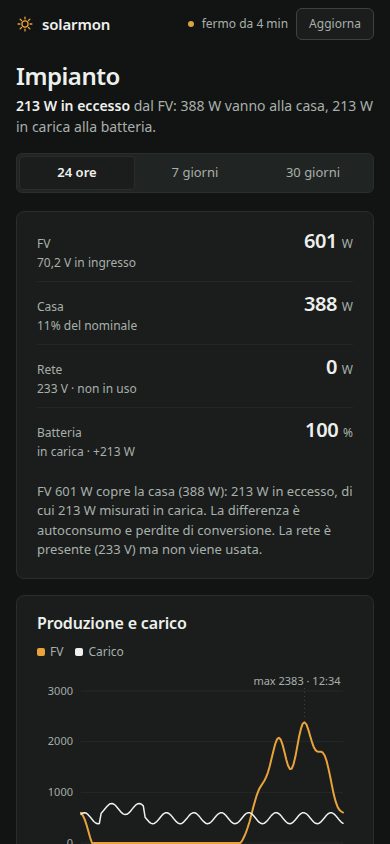 solarmon
fermo da 4 min
Aggiorna
Impianto
213 W in eccesso dal FV: 388 W vanno alla casa, 213 W
in carica alla batteria.
24 ore
7 giorni
30 giorni
FV
601 W
70,2 V in ingresso
Casa
388 W
11% del nominale
Rete
0 W
233 V · non in uso
Batteria
100 %
in carica · +213 W
FV 601 W copre la casa (388 W): 213 W in eccesso, di
cui 213 W misurati in carica. La differenza è
autoconsumo e perdite di conversione. La rete è
presente (233 V) ma non viene usata.
Produzione e carico
FV
Carico
max 2383 · 12:34
3000
2000
1000
0